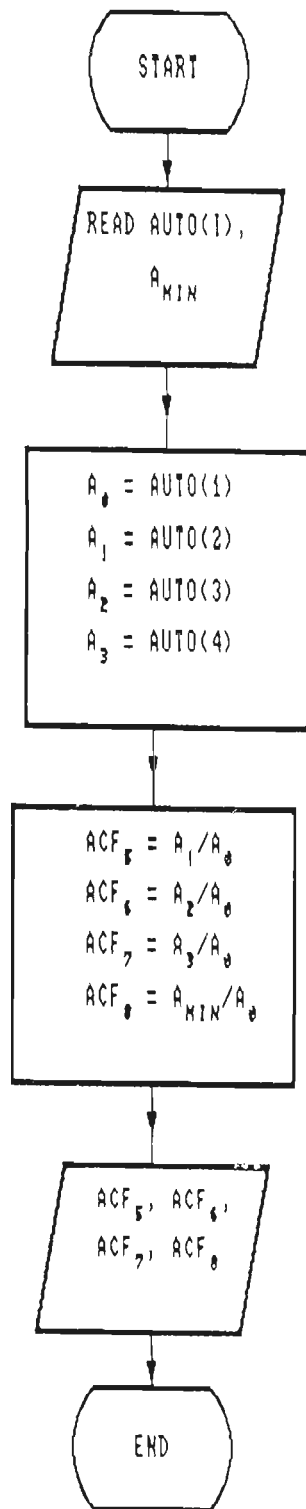 START
READ AUTO(I),
A_MIN
A_0 = AUTO(1)
A_1 = AUTO(2)
A_2 = AUTO(3)
A_3 = AUTO(4)
ACF_5 = A_1/A_0
ACF_6 = A_2/A_0
ACF_7 = A_3/A_0
ACF_8 = A_MIN/A_0
ACF_5, ACF_6,
ACF_7, ACF_8
END